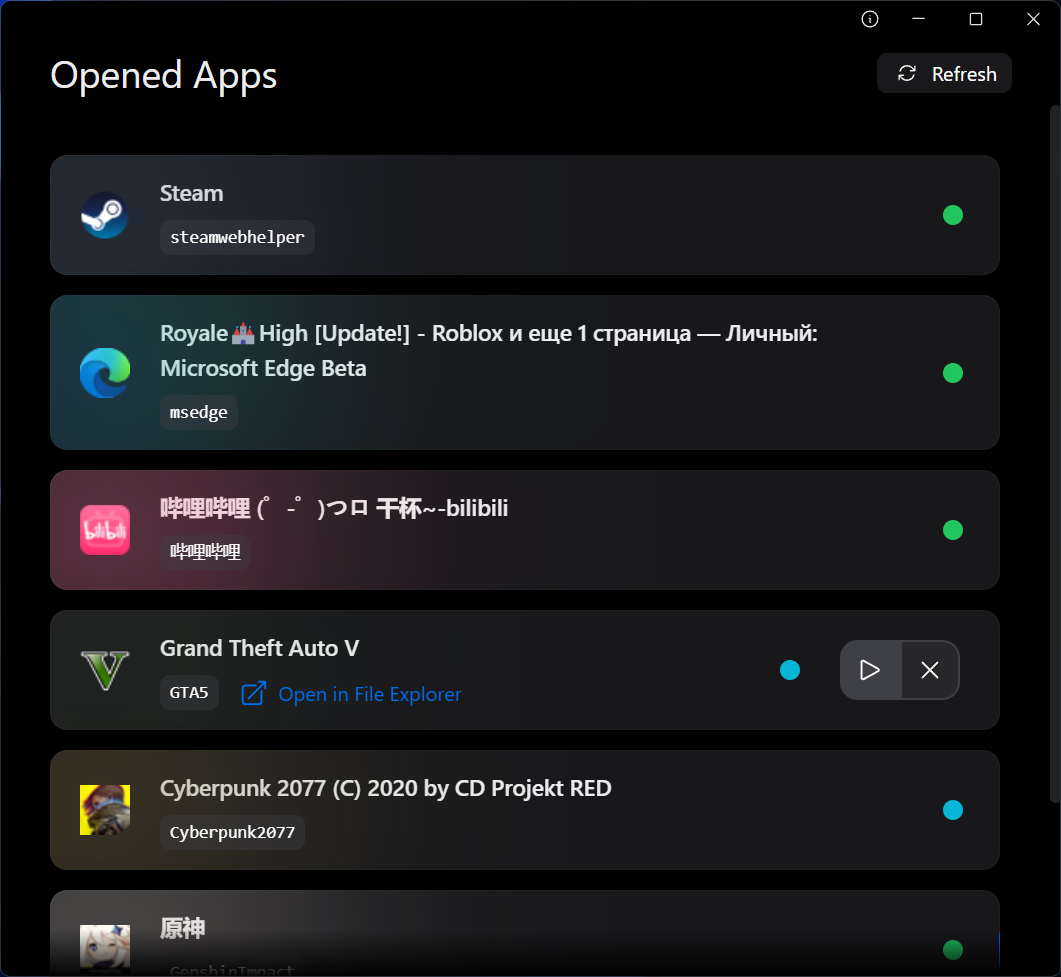 Opened Apps
Refresh
Steam
steamwebhelper
Royale🏰High [Update!] - Roblox и еще 1 страница — Личный:
Microsoft Edge Beta
msedge
哔哩哔哩 (゜-゜)つロ 干杯~-bilibili
bilibili
哔哩哔哩
Grand Theft Auto V
GTA5
Open in File Explorer
Cyberpunk 2077 (C) 2020 by CD Projekt RED
Cyberpunk2077
原神
GenshinImpact